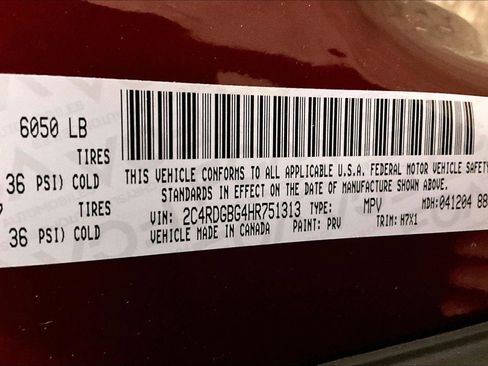 6050 LB
TIRES
THIS VEHICLE CONFORMS TO ALL APPLICABLE U.S.A. FEDERAL MOTOR VEHICLE SAFETY
36 PSI) COLD
STANDARDS IN EFFECT ON THE DATE OF MANUFACTURE SHOWN ABOVE.
TIRES
VIN: 2C4RDGBG4HR751313 TYPE: MPV MDH: 041204 88
36 PSI) COLD
VEHICLE MADE IN CANADA PAINT: PRV TRIM: H7X1